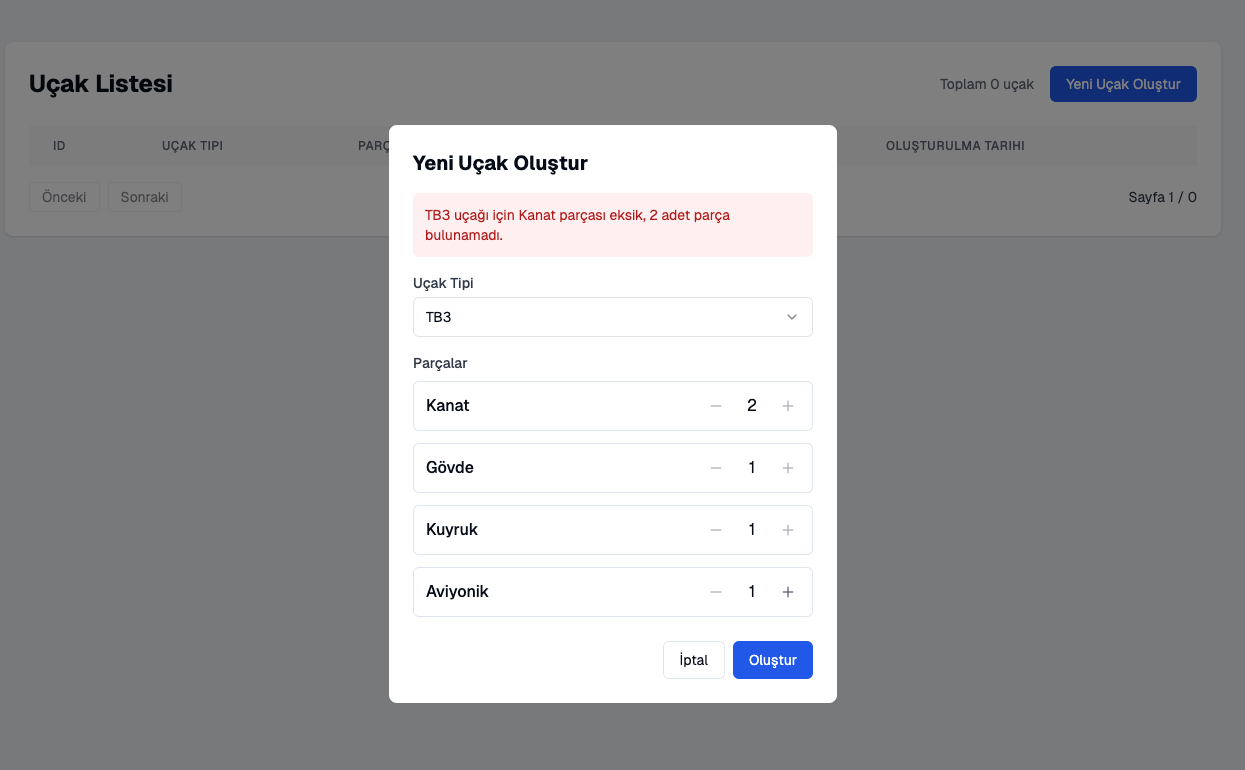 Uçak Listesi
Toplam 0 uçak
Yeni Uçak Oluştur
ID
UÇAK TIPI
OLUŞTURULMA TARIHI
Önceki
Sonraki
Sayfa 1 / 0
Yeni Uçak Oluştur
TB3 uçağı için Kanat parçası eksik, 2 adet parça
bulunamadı.
Uçak Tipi
TB3
Parçalar
Kanat
2
Gövde
1
Kuyruk
1
Aviyonik
1
İptal
Oluştur